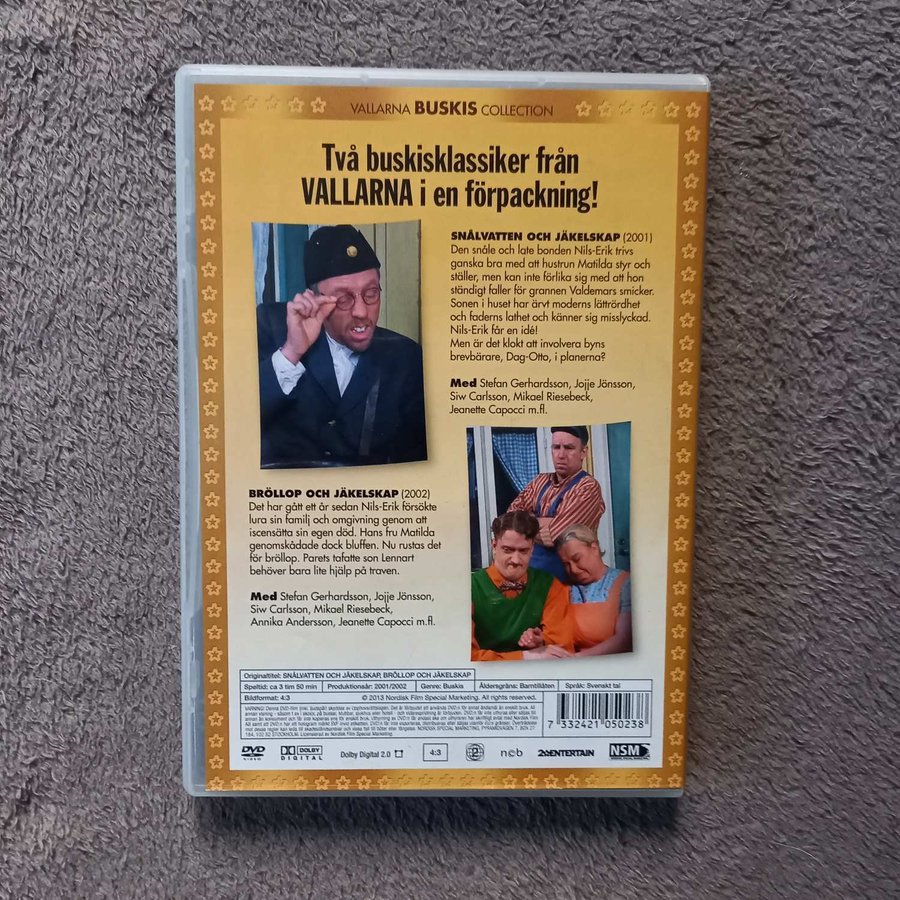 VALLARNA BUSKIS COLLECTION
Två buskisklassiker från
VALLARNA i en förpackning!
SNÅLVATTEN OCH JÄKELSKAP (2001)
Den snåle och late bonden Nils-Erik trivs
ganska bra med att hustrun Matilda styr och
ställer, men kan inte förlika sig med att hon
ständigt faller för grannen Valdemars smicker.
Sonen i huset har ärvt moderns lättrördhet
och faderns lathet och känner sig misslyckad.
Nils-Erik får en idé!
Men är det klokt att involvera byns
brevbärare, Dag-Otto, i planerna?
Med Stefan Gerhardsson, Jojje Jönsson,
Siw Carlsson, Mikael Riesebeck,
Jeanette Capocci m.fl.
BRÖLLOP OCH JÄKELSKAP (2002)
Det har gått ett år sedan Nils-Erik försökte
lura sin familj och omgivning genom att
iscensätta sin egen död. Hans fru Matilda
genomskådade dock bluffen. Nu rustas det
för bröllop. Parets tafatte son Lennart
behöver bara lite hjälp på traven.
Med Stefan Gerhardsson, Jojje Jönsson,
Siw Carlsson, Mikael Riesebeck,
Annika Andersson, Jeanette Capocci m.fl.
Originaltitel: SNÅLVATTEN OCH JÄKELSKAP, BRÖLLOP OCH JÄKELSKAP
Speltid: ca 3 tim 50 min Produktionsår: 2001/2002 Genre: Buskis Åldersgräns: Barntillåten Språk: Svenskt tal
Bildformat: 4:3 © 2013 Nordisk Film Special Marketing. All rights reserved.
7 332421 050238
DVD VIDEO DOLBY DIGITAL Dolby Digital 2.0 4:3 ncb 2ENTERTAIN NSM